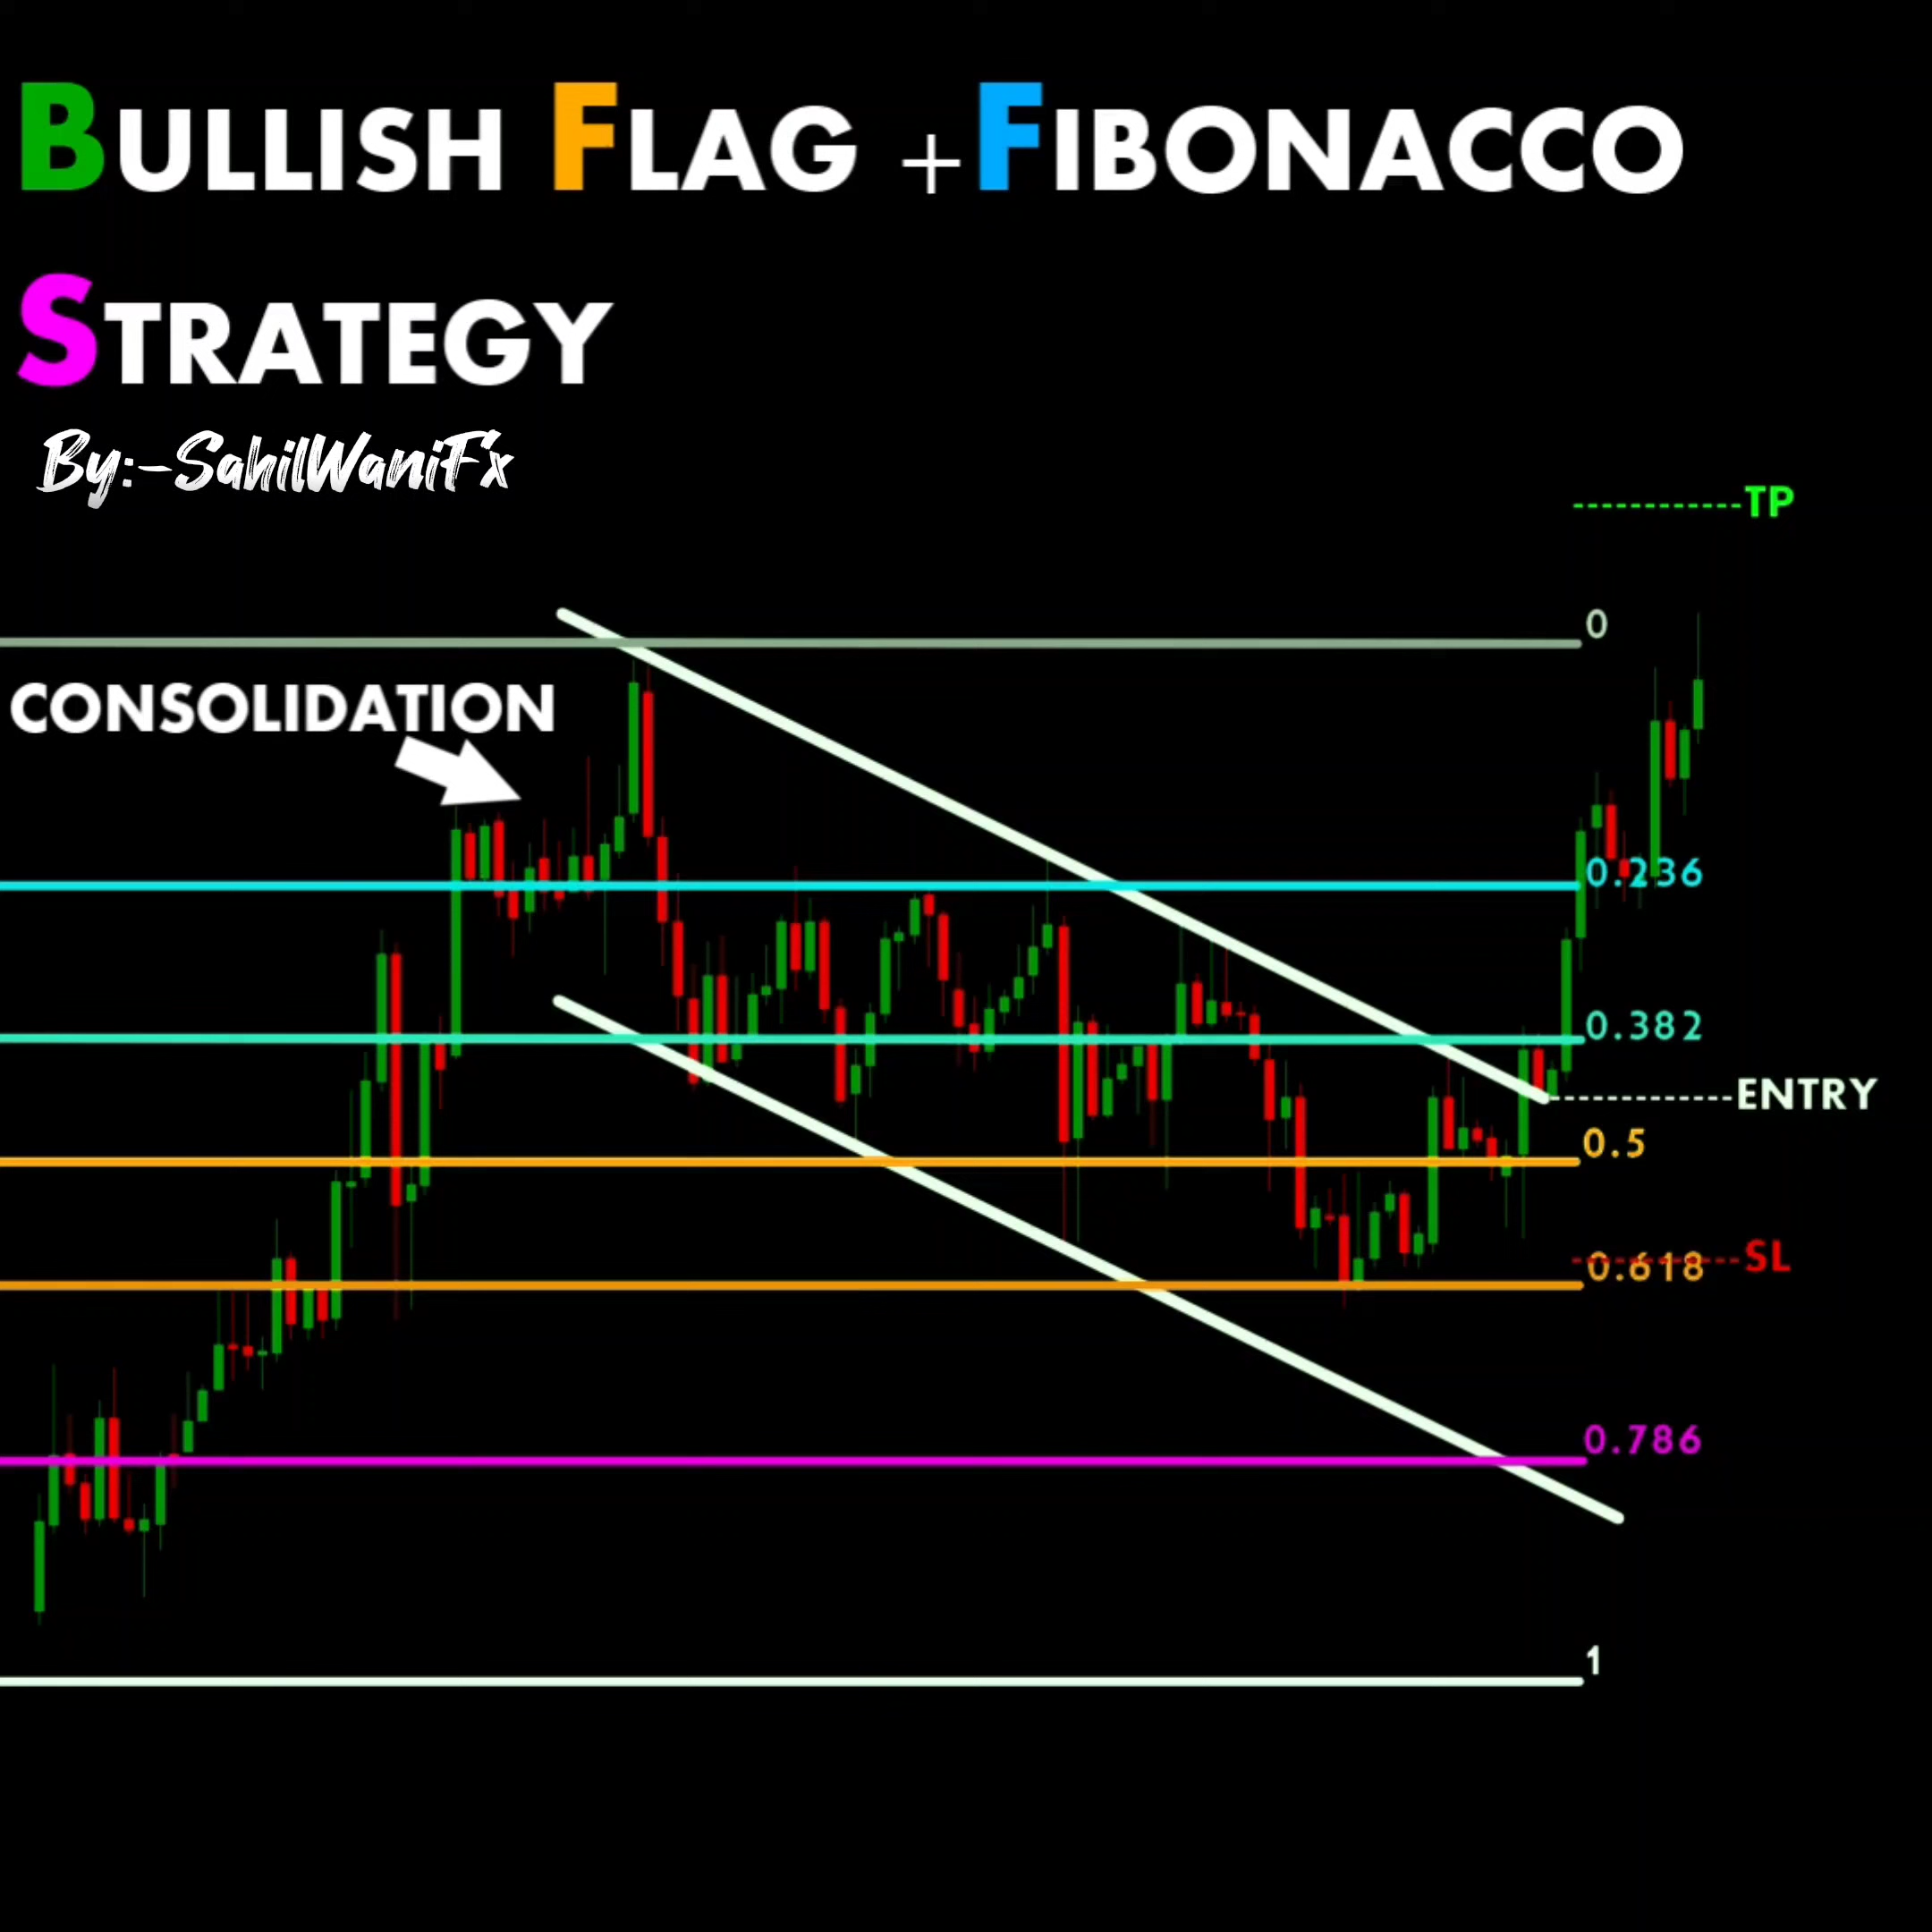 BULLISH FLAG +FIBONACCO
STRATEGY
By:-SahilWaniFx
TP
0
CONSOLIDATION
0.236
0.382
ENTRY
0.5
0.618
SL
0.786
1